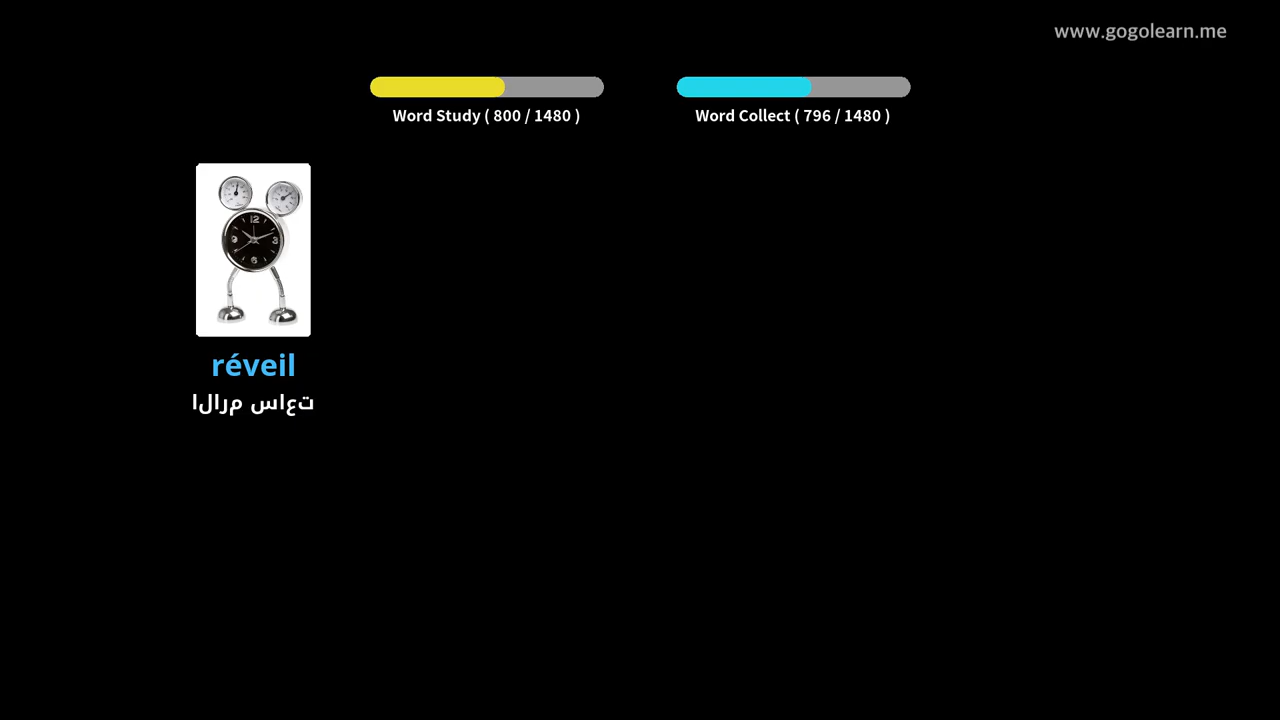 www.gogolearn.me
Word Study ( 800 / 1480 )
Word Collect ( 796 / 1480 )
réveil
تعاس مرالا